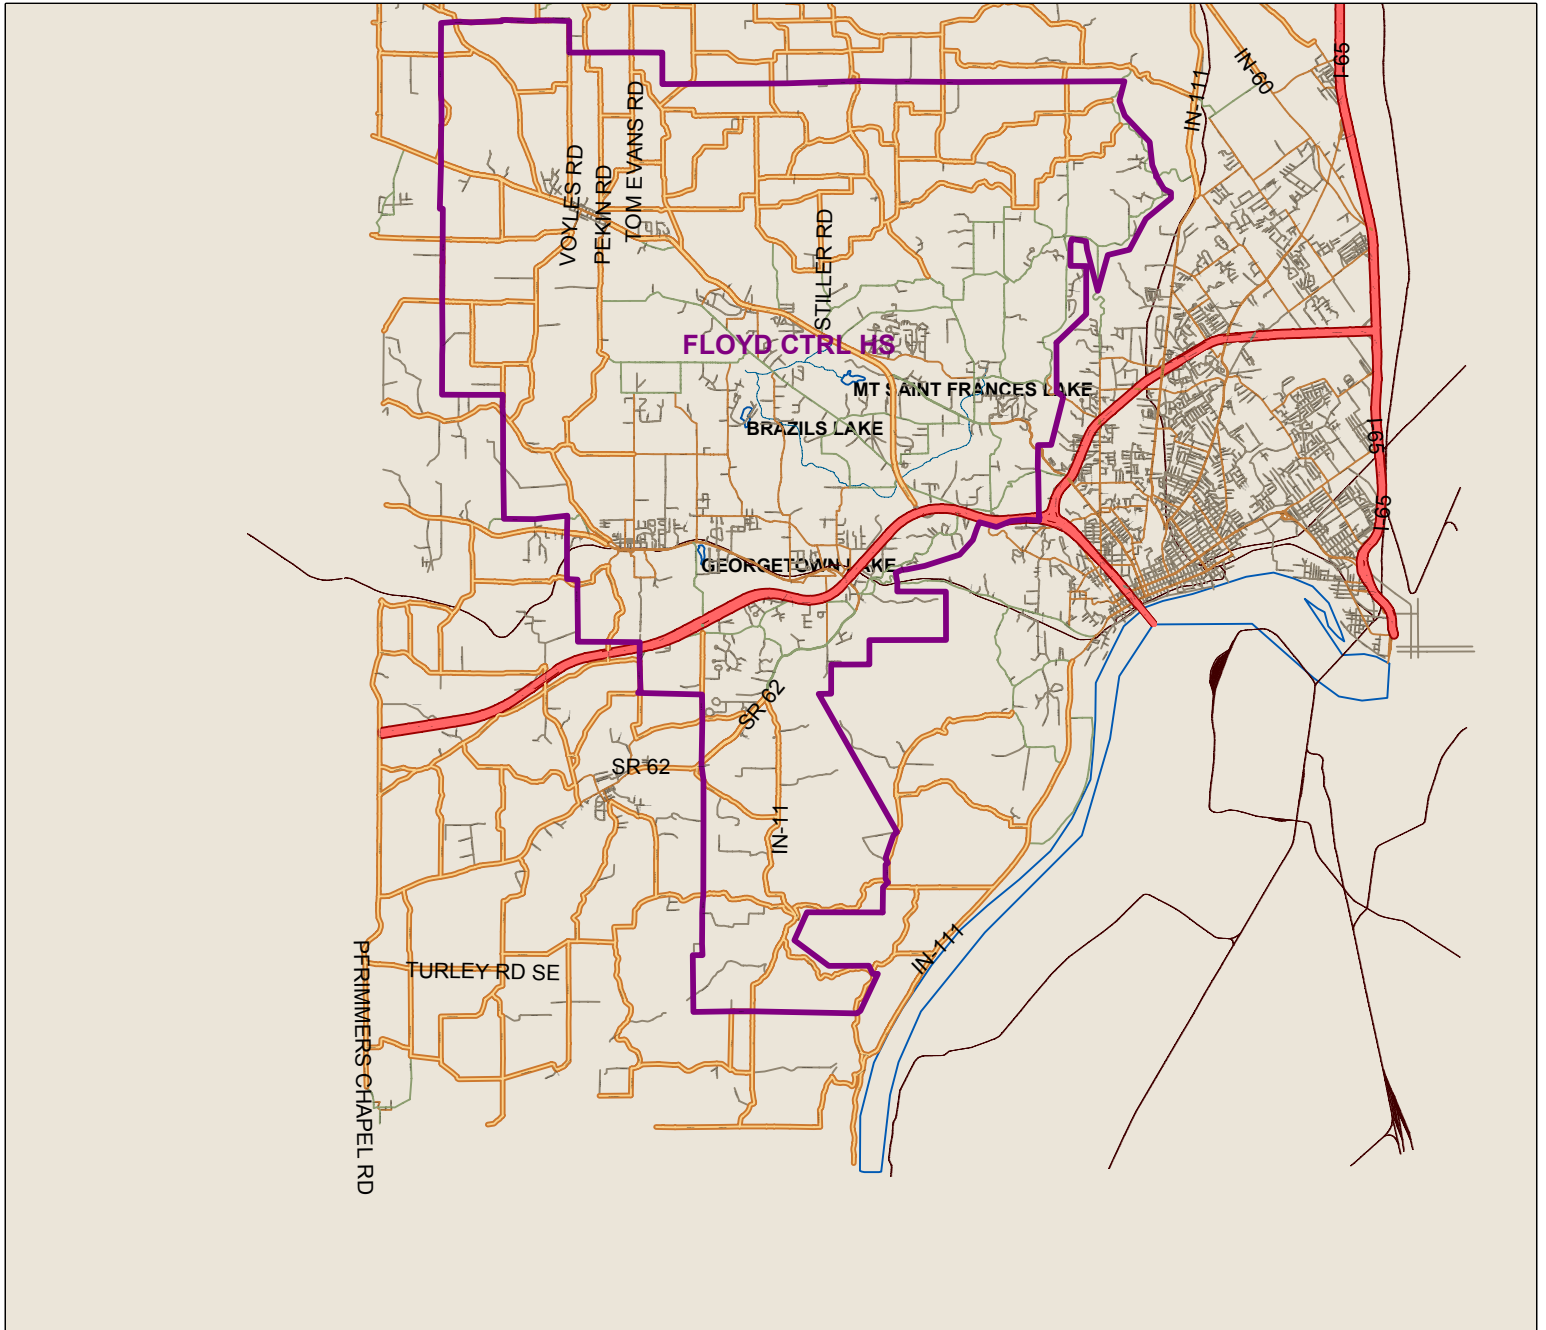 I 65
IN-60
IN-111
TOM EVANS RD
VOYLES RD
PEKIN RD
STILLER RD
FLOYD CTRL HS
MT SAINT FRANCES LAKE
BRAZILS LAKE
I 65
I 65
GEORGETOWN LAKE
SR 62
SR 62
IN-11
IN-111
TURLEY RD SE
PFRIMMERS CHAPEL RD